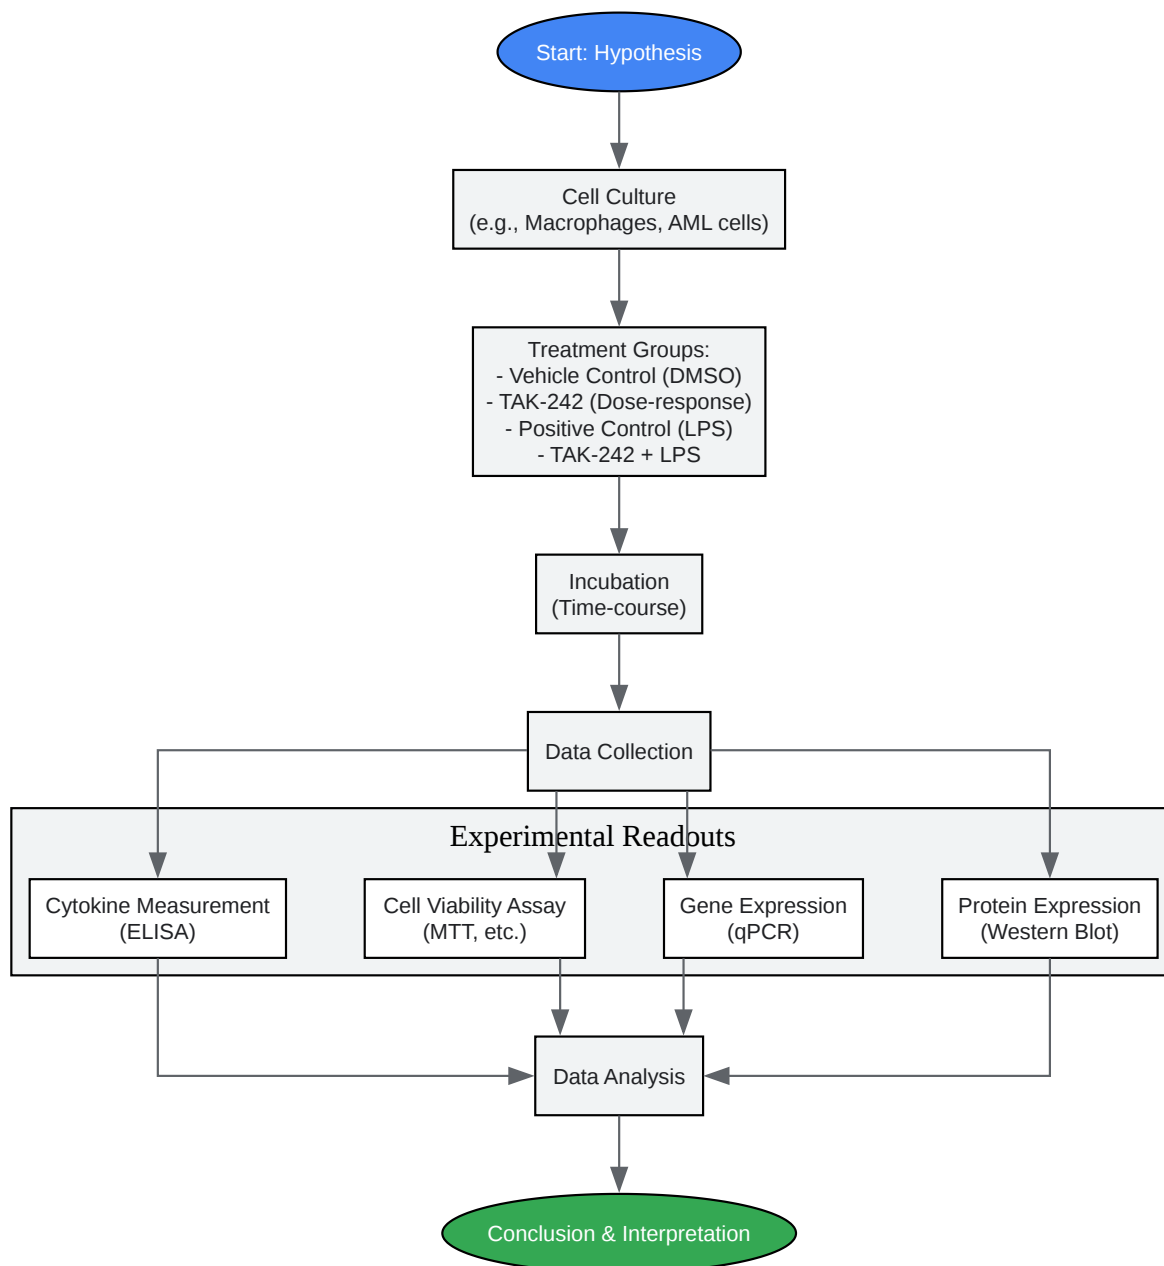 Start: Hypothesis
Cell Culture
(e.g., Macrophages, AML cells)
Treatment Groups:
- Vehicle Control (DMSO)
- TAK-242 (Dose-response)
- Positive Control (LPS)
- TAK-242 + LPS
Incubation
(Time-course)
Data Collection
Experimental Readouts
Cytokine Measurement
(ELISA)
Cell Viability Assay
(MTT, etc.)
Gene Expression
(qPCR)
Protein Expression
(Western Blot)
Data Analysis
Conclusion & Interpretation